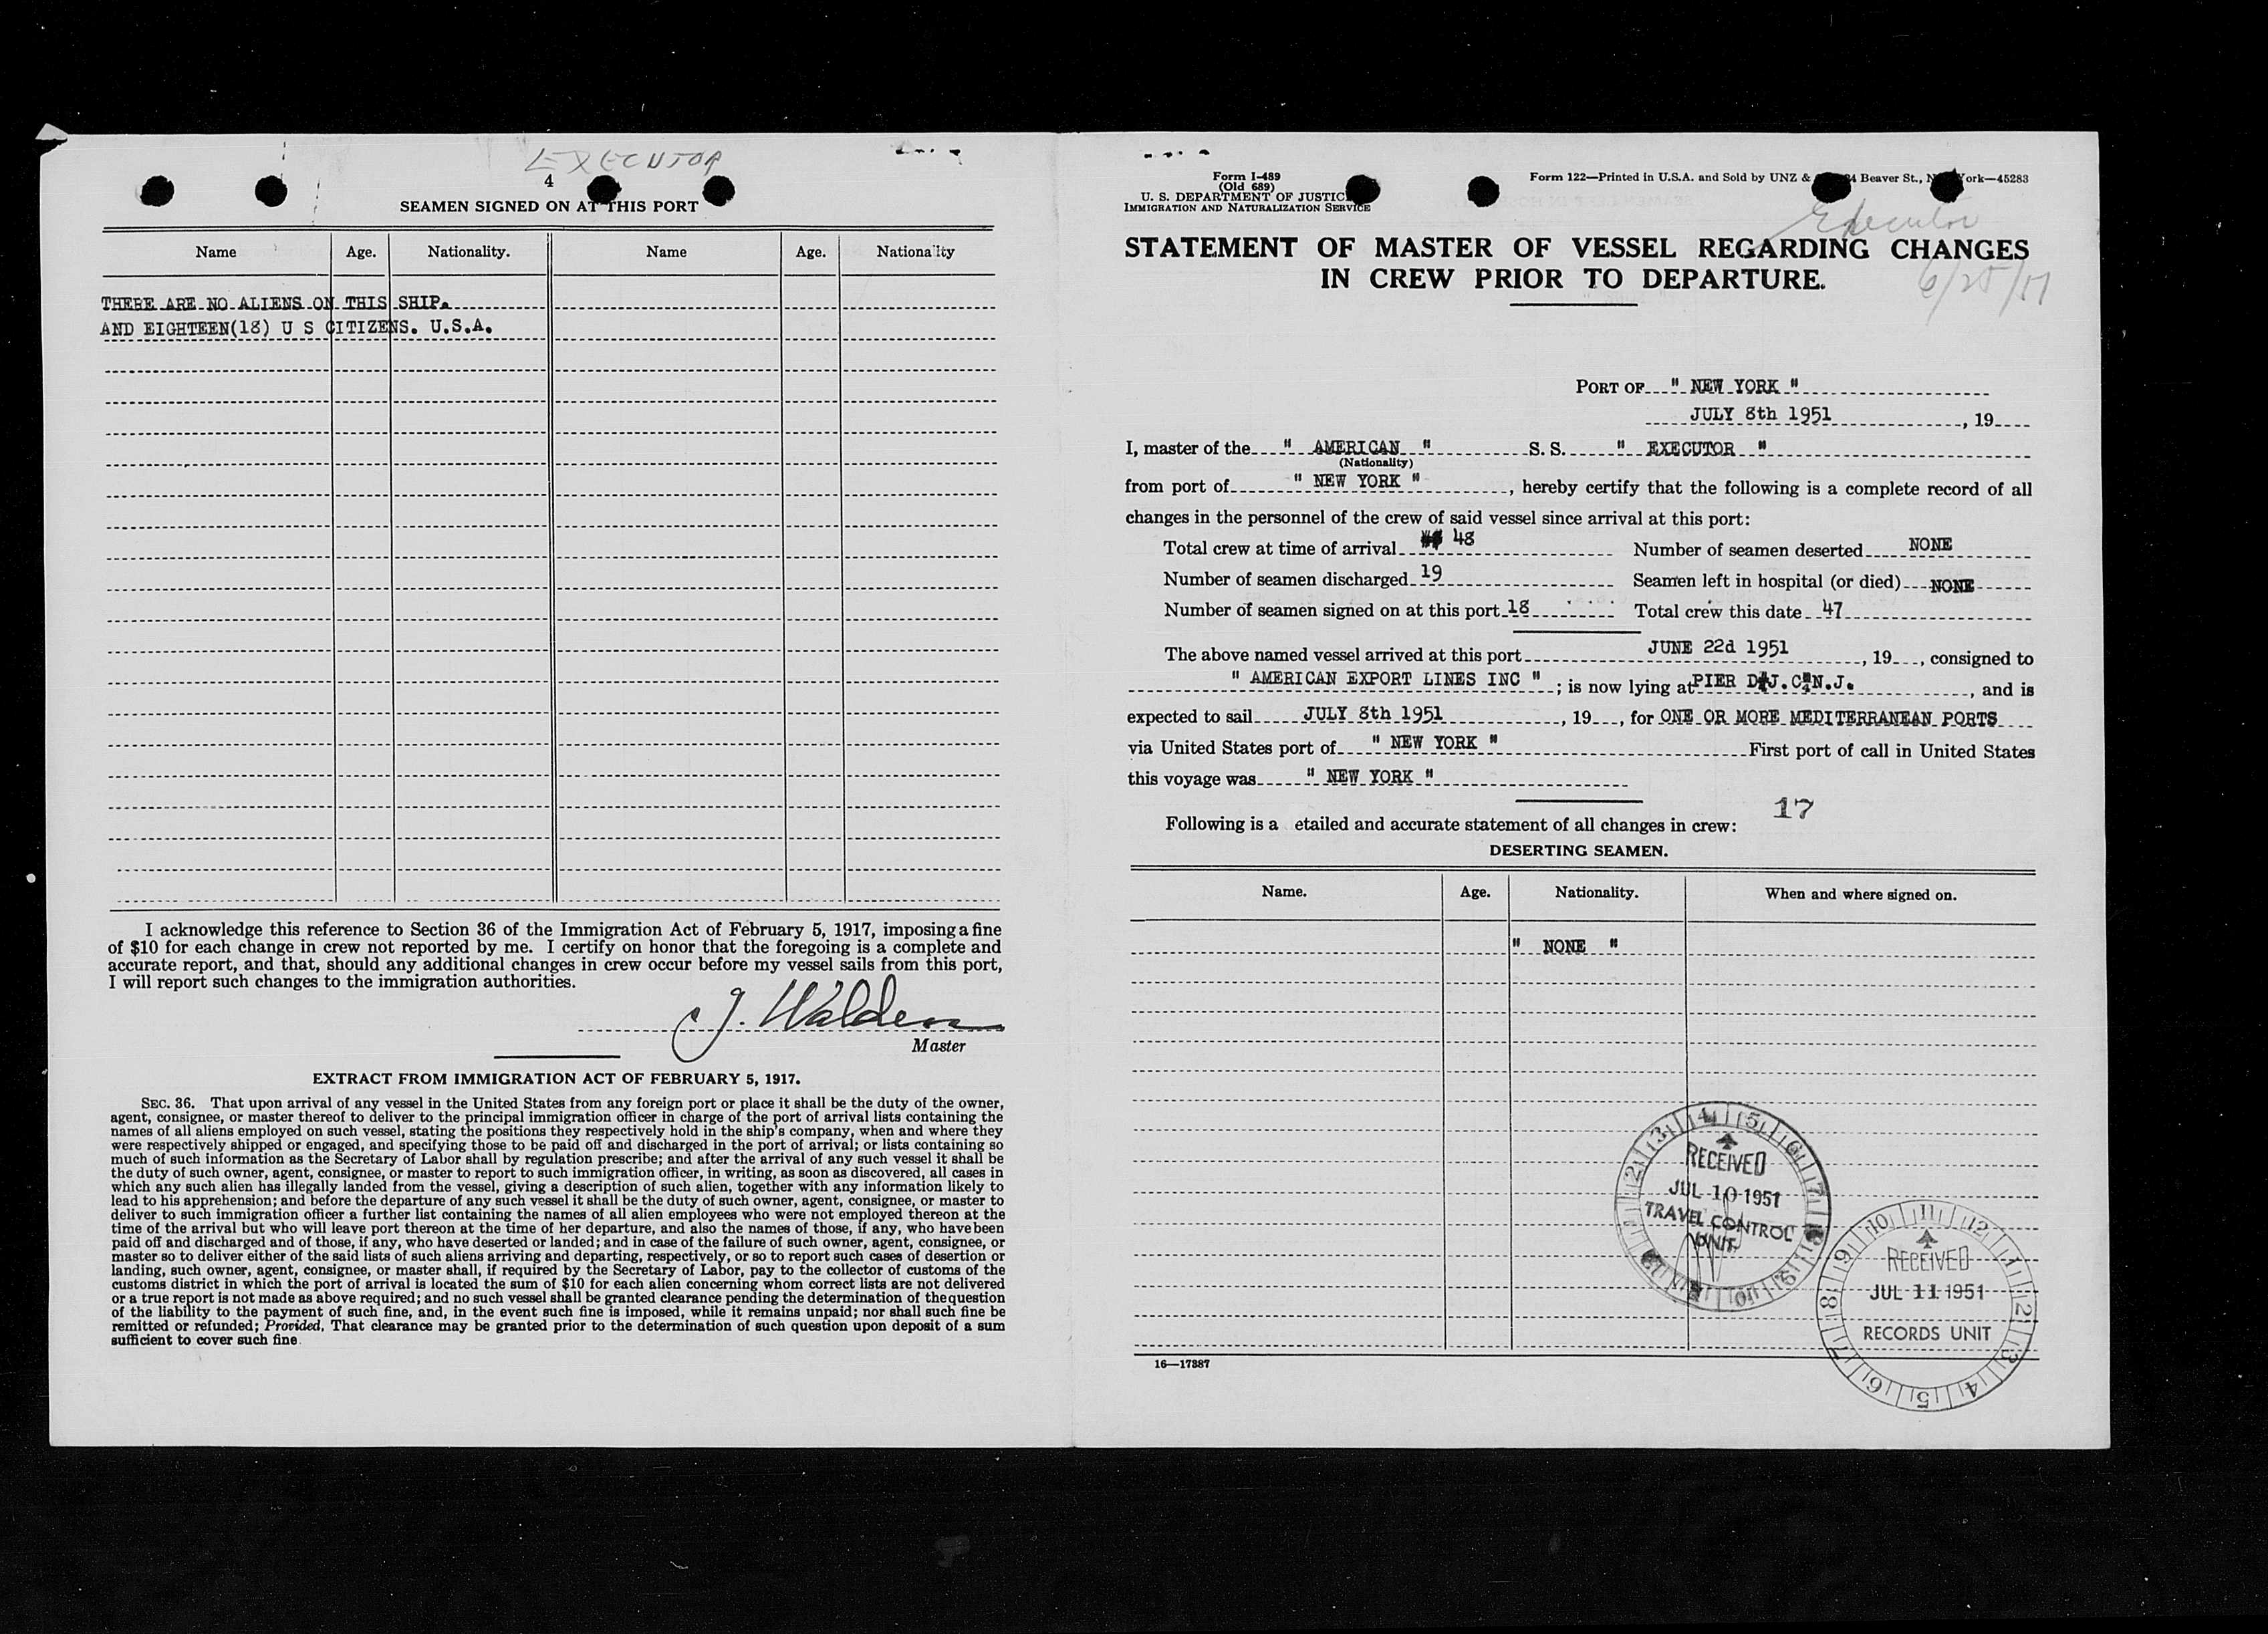 EXECUTOR
4
SEAMEN SIGNED ON AT THIS PORT
Name Age. Nationality. Name Age. Nationality
THERE ARE NO ALIENS ON THIS SHIP.
AND EIGHTEEN(18) U S CITIZENS. U.S.A.
I acknowledge this reference to Section 36 of the Immigration Act of February 5, 1917, imposing a fine
of $10 for each change in crew not reported by me. I certify on honor that the foregoing is a complete and
accurate report, and that, should any additional changes in crew occur before my vessel sails from this port,
I will report such changes to the immigration authorities.
J. Walden
Master
EXTRACT FROM IMMIGRATION ACT OF FEBRUARY 5, 1917.
SEC. 36. That upon arrival of any vessel in the United States from any foreign port or place it shall be the duty of the owner,
agent, consignee, or master thereof to deliver to the principal immigration officer in charge of the port of arrival lists containing the
names of all aliens employed on such vessel, stating the positions they respectively hold in the ship's company, when and where they
were respectively shipped or engaged, and specifying those to be paid off and discharged in the port of arrival; or lists containing so
much of such information as the Secretary of Labor shall by regulation prescribe; and after the arrival of any such vessel it shall be
the duty of such owner, agent, consignee, or master to report to such immigration officer, in writing, as soon as discovered, all cases in
which any such alien has illegally landed from the vessel, giving a description of such alien, together with any information likely to
lead to his apprehension; and before the departure of any such vessel it shall be the duty of such owner, agent, consignee, or master to
deliver to such immigration officer a further list containing the names of all alien employees who were not employed thereon at the
time of the arrival but who will leave port thereon at the time of her departure, and also the names of those, if any, who have been
paid off and discharged and of those, if any, who have deserted or landed; and in case of the failure of such owner, agent, consignee, or
master so to deliver either of the said lists of such aliens arriving and departing, respectively, or so to report such cases of desertion or
landing, such owner, agent, consignee, or master shall, if required by the Secretary of Labor, pay to the collector of customs of the
customs district in which the port of arrival is located the sum of $10 for each alien concerning whom correct lists are not delivered
or a true report is not made as above required; and no such vessel shall be granted clearance pending the determination of the question
of the liability to the payment of such fine, and, in the event such fine is imposed, while it remains unpaid; nor shall such fine be
remitted or refunded; Provided, That clearance may be granted prior to the determination of such question upon deposit of a sum
sufficient to cover such fine.
Form I-489
(Old 689)
U. S. DEPARTMENT OF JUSTIC
IMMIGRATION AND NATURALIZATION SERVICE
Form 122—Printed in U.S.A. and Sold by UNZ & 4 Beaver St., N York—45283
Executor
STATEMENT OF MASTER OF VESSEL REGARDING CHANGES
IN CREW PRIOR TO DEPARTURE.
6/25/51
PORT OF " NEW YORK "
JULY 8th 1951, 19
I, master of the " AMERICAN " S. S. " EXECUTOR "
(Nationality)
from port of " NEW YORK ", hereby certify that the following is a complete record of all
changes in the personnel of the crew of said vessel since arrival at this port:
Total crew at time of arrival 48 Number of seamen deserted NONE
Number of seamen discharged 19 Seamen left in hospital (or died) NONE
Number of seamen signed on at this port 18 Total crew this date 47
The above named vessel arrived at this port JUNE 22d 1951, 19, consigned to
" AMERICAN EXPORT LINES INC "; is now lying at PIER D J.C.N.J., and is
expected to sail JULY 8th 1951, 19, for ONE OR MORE MEDITERRANEAN PORTS
via United States port of " NEW YORK " First port of call in United States
this voyage was " NEW YORK "
17
Following is a etailed and accurate statement of all changes in crew:
DESERTING SEAMEN.
Name. Age. Nationality. When and where signed on.
" NONE "
RECEIVED
JUL 10 1951
TRAVEL CONTROL
UNIT
RECEIVED
JUL 11 1951
RECORDS UNIT
16—17387